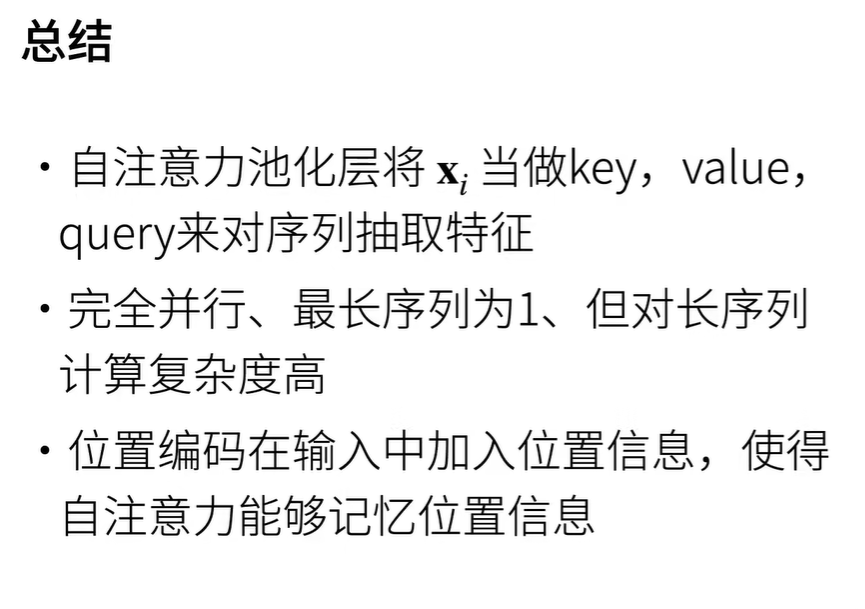 总结
• 自注意力池化层将 xᵢ 当做key，value，
query来对序列抽取特征
• 完全并行、最长序列为1、但对长序列
计算复杂度高
• 位置编码在输入中加入位置信息，使得
自注意力能够记忆位置信息